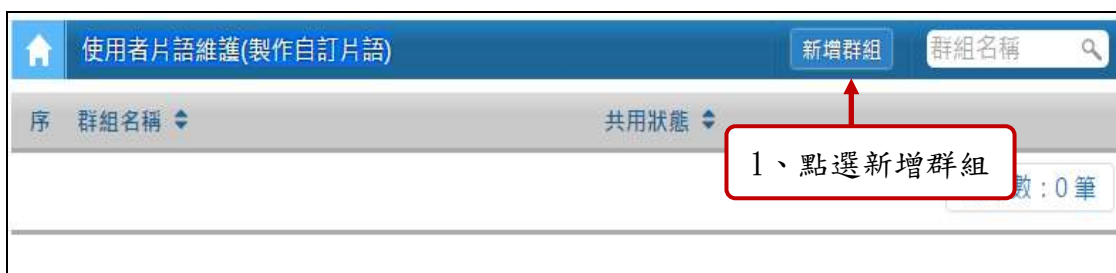 使用者片語維護(製作自訂片語) 新增群組 群組名稱
序 群組名稱 共用狀態
1、點選新增群組
數：0 筆